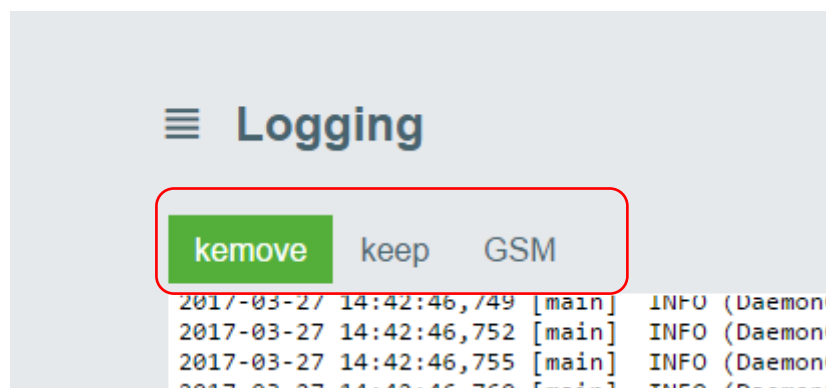 Logging
kemove keep GSM
2017-03-27 14:42:46,749 [main] INFO (Daemon
2017-03-27 14:42:46,752 [main] INFO (Daemon
2017-03-27 14:42:46,755 [main] INFO (Daemon